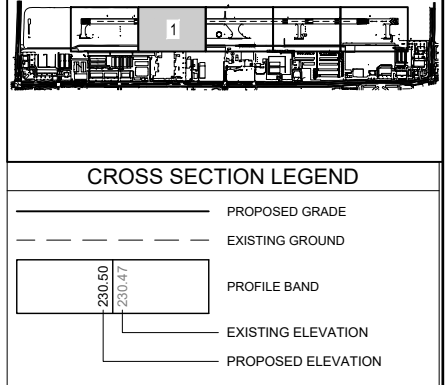 1
CROSS SECTION LEGEND
PROPOSED GRADE
EXISTING GROUND
230.50
230.47
PROFILE BAND
EXISTING ELEVATION
PROPOSED ELEVATION